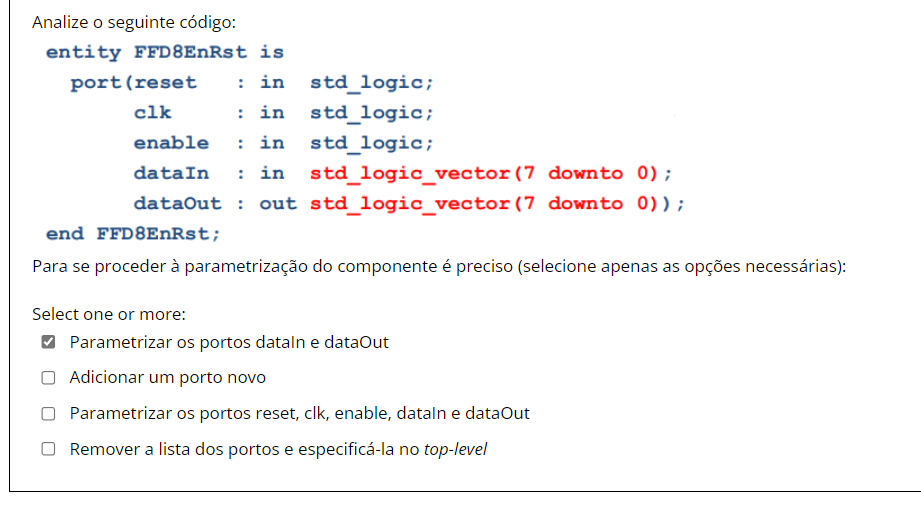 Analize o seguinte código:
entity FFD8EnRst is
port(reset : in std_logic;
clk : in std_logic;
enable : in std_logic;
dataIn : in std_logic_vector(7 downto 0);
dataOut : out std_logic_vector(7 downto 0));
end FFD8EnRst;
Para se proceder à parametrização do componente é preciso (selecione apenas as opções necessárias):
Select one or more:
Parametrizar os portos dataIn e dataOut
Adicionar um porto novo
Parametrizar os portos reset, clk, enable, dataIn e dataOut
Remover a lista dos portos e especificá-la no top-level